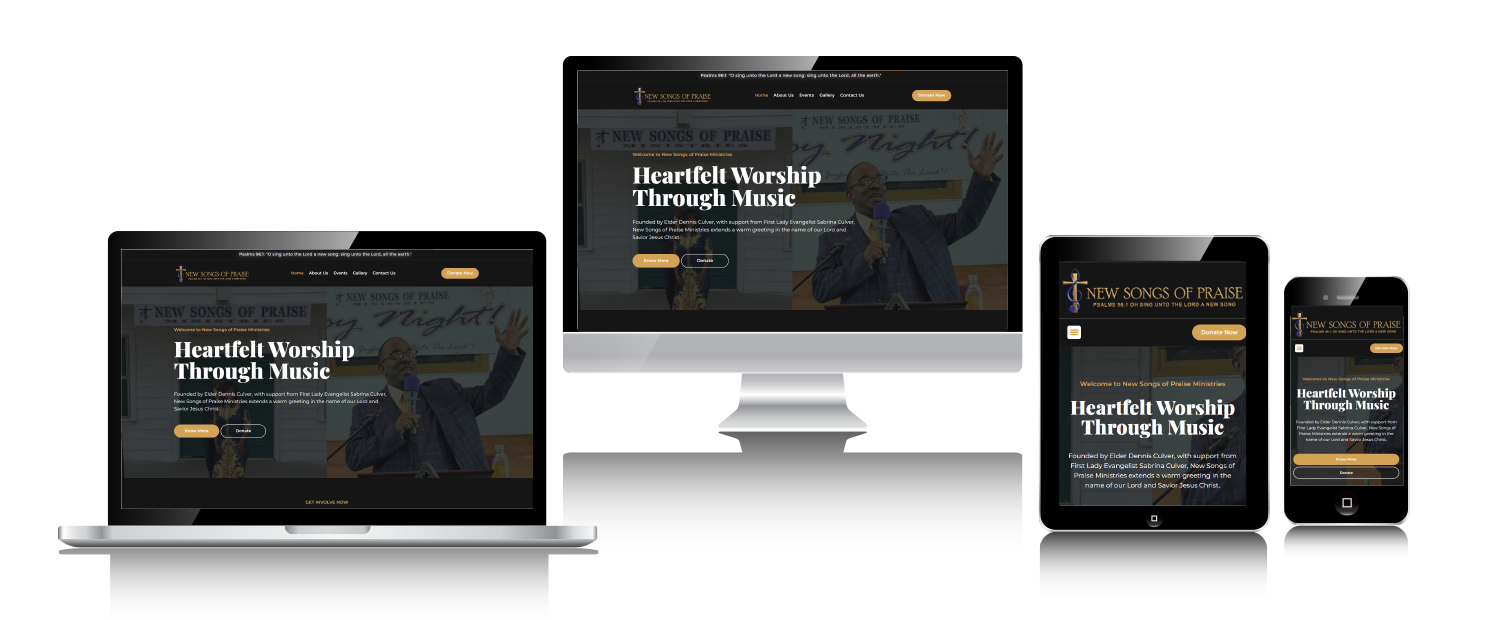 Psalms 96:1: "O sing unto the Lord a new song: sing unto the Lord, all the earth."
NEW SONGS OF PRAISE
Home About Us Events Gallery Contact Us
Donate Now
NEW SONGS OF PRAISE
MINISTRIES
NEW SONGS OF PRAISE
MINISTRIES
Night!
Welcome to New Songs of Praise Ministries
Heartfelt Worship
Through Music
Founded by Elder Dennis Culver, with support from First Lady Evangelist Sabrina Culver,
New Songs of Praise Ministries extends a warm greeting in the name of our Lord and
Savior Jesus Christ.
Know More
Donate
Psalms 96:1: "O sing unto the Lord a new song: sing unto the Lord, all the earth."
NEW SONGS OF PRAISE
Home About Us Events Gallery Contact Us
Donate Now
NEW SONGS OF PRAISE
MINISTRIES
NEW SONGS OF PRAISE
MINISTRIES
Night!
Welcome to New Songs of Praise Ministries
Heartfelt Worship
Through Music
Founded by Elder Dennis Culver, with support from First Lady Evangelist Sabrina Culver,
New Songs of Praise Ministries extends a warm greeting in the name of our Lord and
Savior Jesus Christ.
Know More
Donate
GET INVOLVE NOW
NEW SONGS OF PRAISE
PSALMS 96:1 OH SING UNTO THE LORD A NEW SONG
Donate Now
Welcome to New Songs of Praise Ministries
Heartfelt Worship
Through Music
Founded by Elder Dennis Culver, with support from
First Lady Evangelist Sabrina Culver, New Songs of
Praise Ministries extends a warm greeting in the
name of our Lord and Savior Jesus Christ.
NEW SONGS OF PRAISE
PSALMS 96:1 OH SING UNTO THE LORD A NEW SONG
Donate Now
Welcome to New Songs of Praise Ministries
Heartfelt Worship
Through Music
Founded by Elder Dennis Culver, with support from
First Lady Evangelist Sabrina Culver, New Songs of
Praise Ministries extends a warm greeting in the
name of our Lord and Savior Jesus Christ.
Know More
Donate